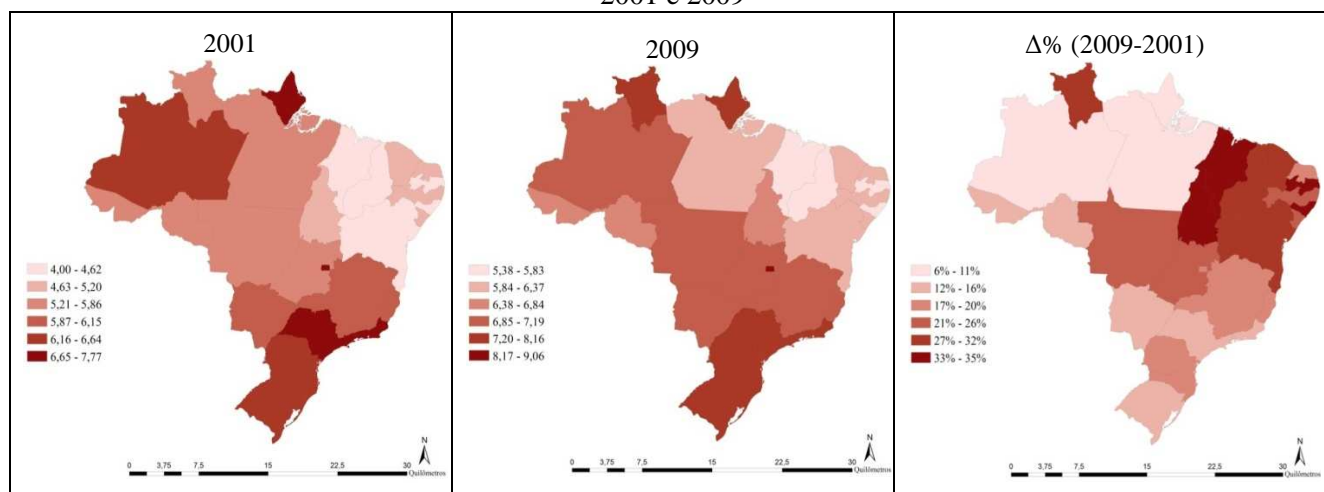 2001 e 2009
2001
4,00 - 4,62
4,63 - 5,20
5,21 - 5,86
5,87 - 6,15
6,16 - 6,64
6,65 - 7,77
N
0 3,75 7,5 15 22,5 30
Quilômetros
2009
5,38 - 5,83
5,84 - 6,37
6,38 - 6,84
6,85 - 7,19
7,20 - 8,16
8,17 - 9,06
N
0 3,75 7,5 15 22,5 30
Quilômetros
Δ% (2009-2001)
6% - 11%
12% - 16%
17% - 20%
21% - 26%
27% - 32%
33% - 35%
N
0 3,75 7,5 15 22,5 30
Quilômetros